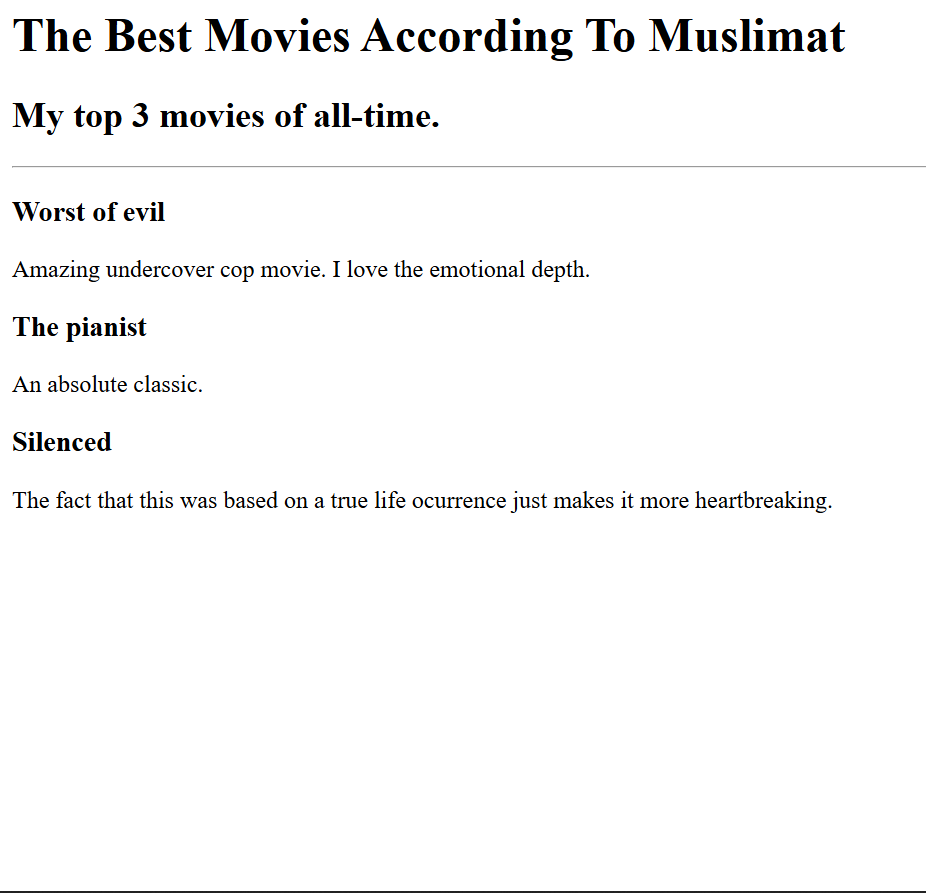 The Best Movies According To Muslimat
My top 3 movies of all-time.
Worst of evil
Amazing undercover cop movie. I love the emotional depth.
The pianist
An absolute classic.
Silenced
The fact that this was based on a true life ocurrence just makes it more heartbreaking.